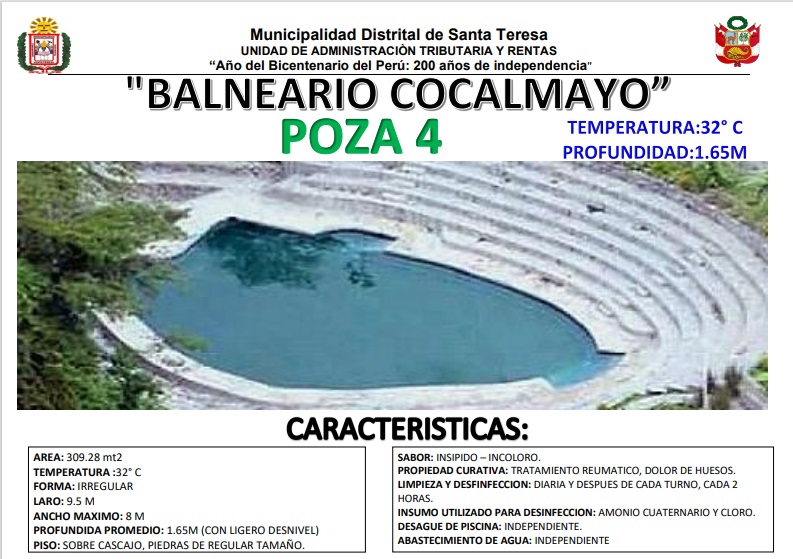 Municipalidad Distrital de Santa Teresa
UNIDAD DE ADMINISTRACIÒN TRIBUTARIA Y RENTAS
“Año del Bicentenario del Perú: 200 años de independencia”
"BALNEARIO COCALMAYO”
POZA 4
TEMPERATURA:32° C
PROFUNDIDAD:1.65M
CARACTERISTICAS:
AREA: 309.28 mt2
TEMPERATURA :32° C
FORMA: IRREGULAR
LARO: 9.5 M
ANCHO MAXIMO: 8 M
PROFUNDIDA PROMEDIO: 1.65M (CON LIGERO DESNIVEL)
PISO: SOBRE CASCAJO, PIEDRAS DE REGULAR TAMAÑO.
SABOR: INSIPIDO – INCOLORO.
PROPIEDAD CURATIVA: TRATAMIENTO REUMATICO, DOLOR DE HUESOS.
LIMPIEZA Y DESFINFECCION: DIARIA Y DESPUES DE CADA TURNO, CADA 2
HORAS.
INSUMO UTILIZADO PARA DESINFECCION: AMONIO CUATERNARIO Y CLORO.
DESAGUE DE PISCINA: INDEPENDIENTE.
ABASTECIMIENTO DE AGUA: INDEPENDIENTE